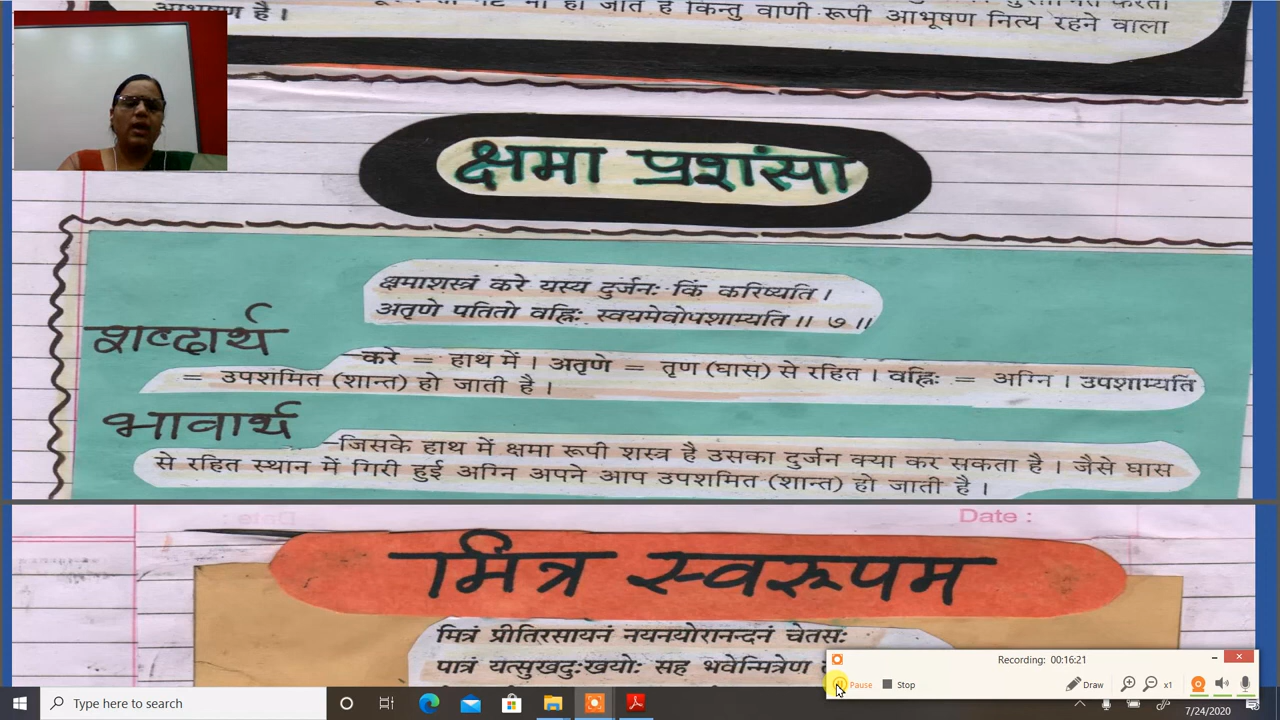 किन्तु वाणी रूपी आभूषण नित्य रहने वाला
आभूषण है।
क्षमा प्रशंसा
क्षमाशस्त्रं करे यस्य दुर्जनः किं करिष्यति।
अतृणे पतितो वह्निः स्वयमेवोपशाम्यति।। ७।।
शब्दार्थ
–करे = हाथ में। अतृणे = तृण (घास) से रहित। वह्निः = अग्नि। उपशाम्यति
= उपशमित (शान्त) हो जाती है।
भावार्थ
–जिसके हाथ में क्षमा रूपी शस्त्र है उसका दुर्जन क्या कर सकता है। जैसे घास
से रहित स्थान में गिरी हुई अग्नि अपने आप उपशमित (शान्त) हो जाती है।
Date :
मित्र स्वरूपम
मित्रं प्रीतिरसायनं नयनयोरानन्दनं चेतसः
पात्रं यत्सुखदुःखयोः सह भवेन्मित्रेण
Recording: 00:16:21
Pause Stop Draw x1
Type here to search
7/24/2020